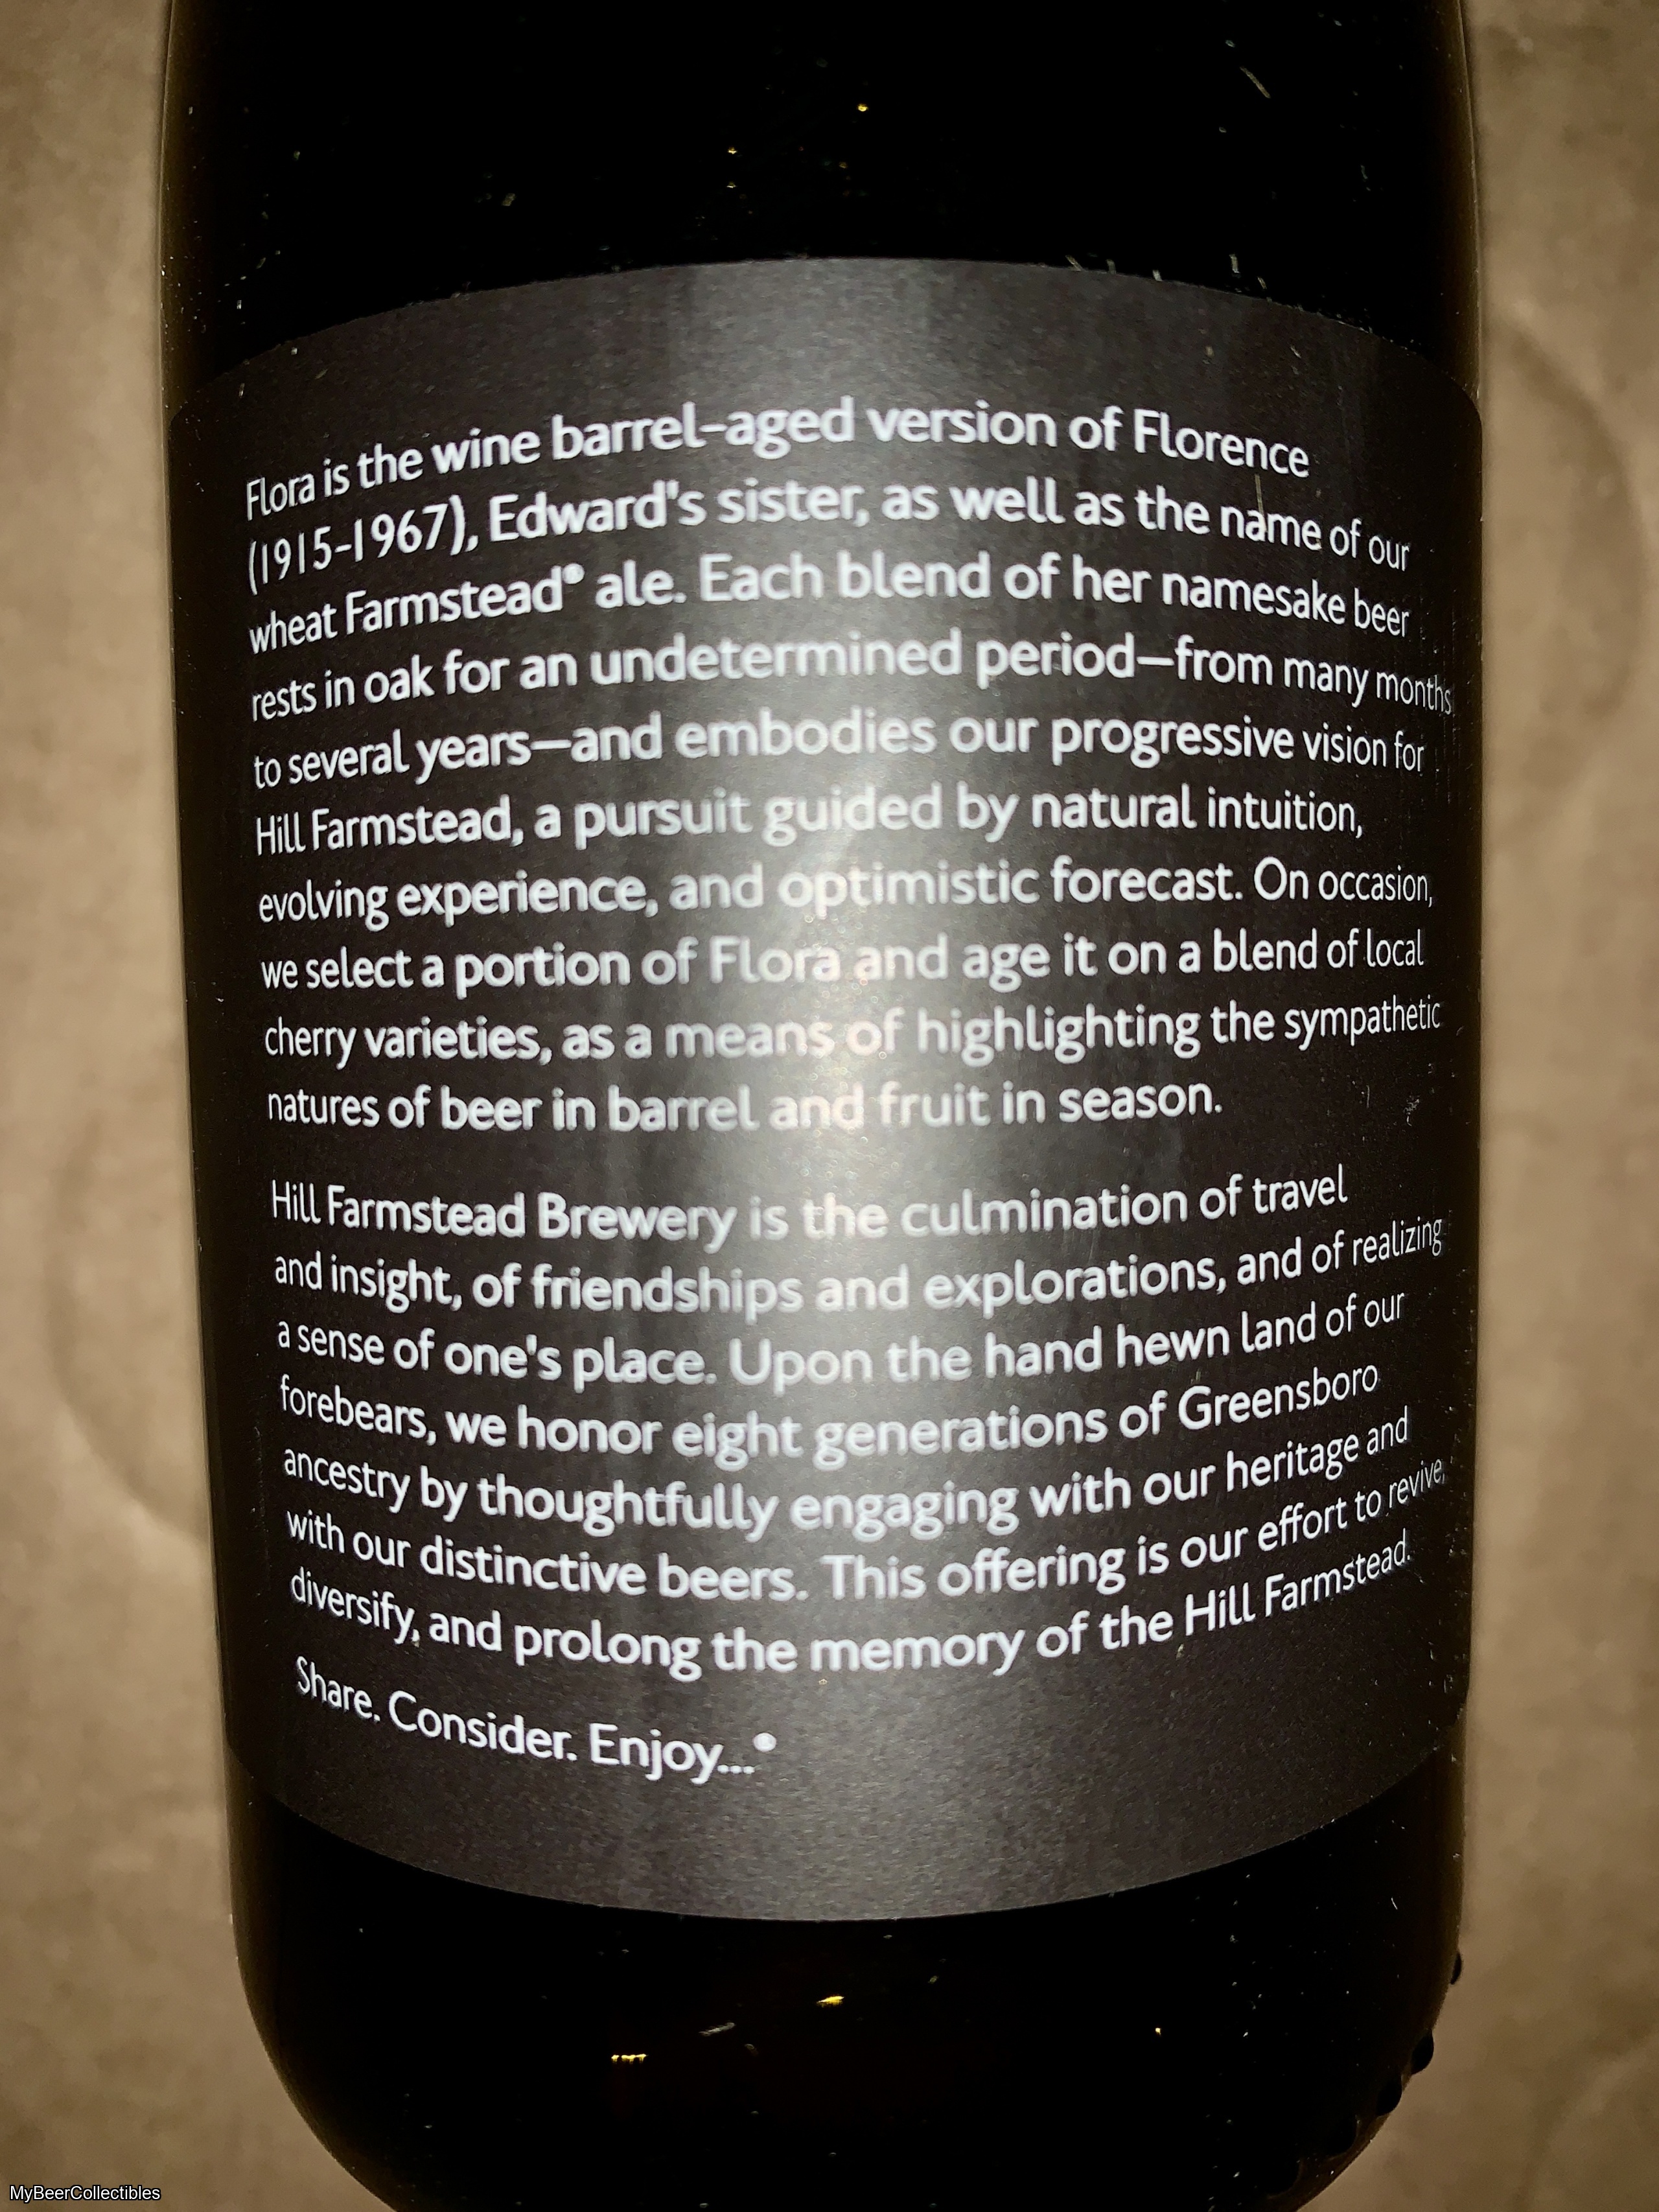 Flora is the wine barrel-aged version of Florence
(1915-1967), Edward's sister, as well as the name of our
wheat Farmstead® ale. Each blend of her namesake beer
rests in oak for an undetermined period—from many months
to several years—and embodies our progressive vision for
Hill Farmstead, a pursuit guided by natural intuition,
evolving experience, and optimistic forecast. On occasion,
we select a portion of Flora and age it on a blend of local
cherry varieties, as a means of highlighting the sympathetic
natures of beer in barrel and fruit in season.
Hill Farmstead Brewery is the culmination of travel
and insight, of friendships and explorations, and of realizing
a sense of one's place. Upon the hand hewn land of our
forebears, we honor eight generations of Greensboro
ancestry by thoughtfully engaging with our heritage and
with our distinctive beers. This offering is our effort to revive,
diversify, and prolong the memory of the Hill Farmstead.
Share. Consider. Enjoy...®
MyBeerCollectibles